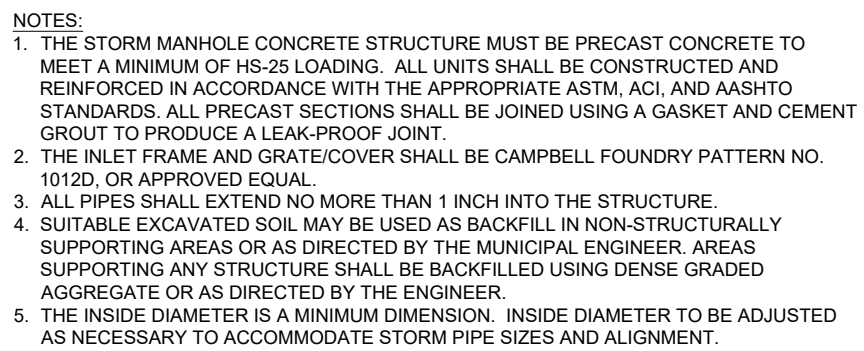 NOTES:
1. THE STORM MANHOLE CONCRETE STRUCTURE MUST BE PRECAST CONCRETE TO
MEET A MINIMUM OF HS-25 LOADING. ALL UNITS SHALL BE CONSTRUCTED AND
REINFORCED IN ACCORDANCE WITH THE APPROPRIATE ASTM, ACI, AND AASHTO
STANDARDS. ALL PRECAST SECTIONS SHALL BE JOINED USING A GASKET AND CEMENT
GROUT TO PRODUCE A LEAK-PROOF JOINT.
2. THE INLET FRAME AND GRATE/COVER SHALL BE CAMPBELL FOUNDRY PATTERN NO.
1012D, OR APPROVED EQUAL.
3. ALL PIPES SHALL EXTEND NO MORE THAN 1 INCH INTO THE STRUCTURE.
4. SUITABLE EXCAVATED SOIL MAY BE USED AS BACKFILL IN NON-STRUCTURALLY
SUPPORTING AREAS OR AS DIRECTED BY THE MUNICIPAL ENGINEER. AREAS
SUPPORTING ANY STRUCTURE SHALL BE BACKFILLED USING DENSE GRADED
AGGREGATE OR AS DIRECTED BY THE ENGINEER.
5. THE INSIDE DIAMETER IS A MINIMUM DIMENSION. INSIDE DIAMETER TO BE ADJUSTED
AS NECESSARY TO ACCOMMODATE STORM PIPE SIZES AND ALIGNMENT.